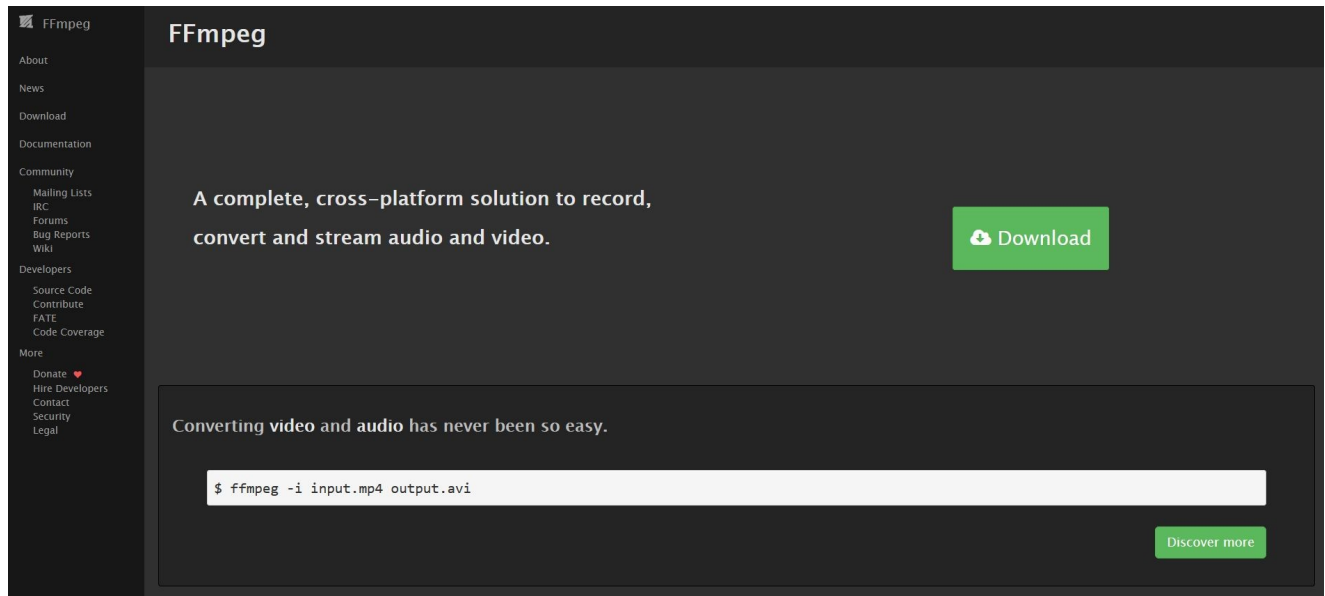 FFmpeg
About
News
Download
Documentation
Community
Mailing Lists
IRC
Forums
Bug Reports
Wiki
Developers
Source Code
Contribute
FATE
Code Coverage
More
Donate
Hire Developers
Contact
Security
Legal
FFmpeg
A complete, cross-platform solution to record,
convert and stream audio and video.
Download
Converting video and audio has never been so easy.
$ ffmpeg -i input.mp4 output.avi
Discover more